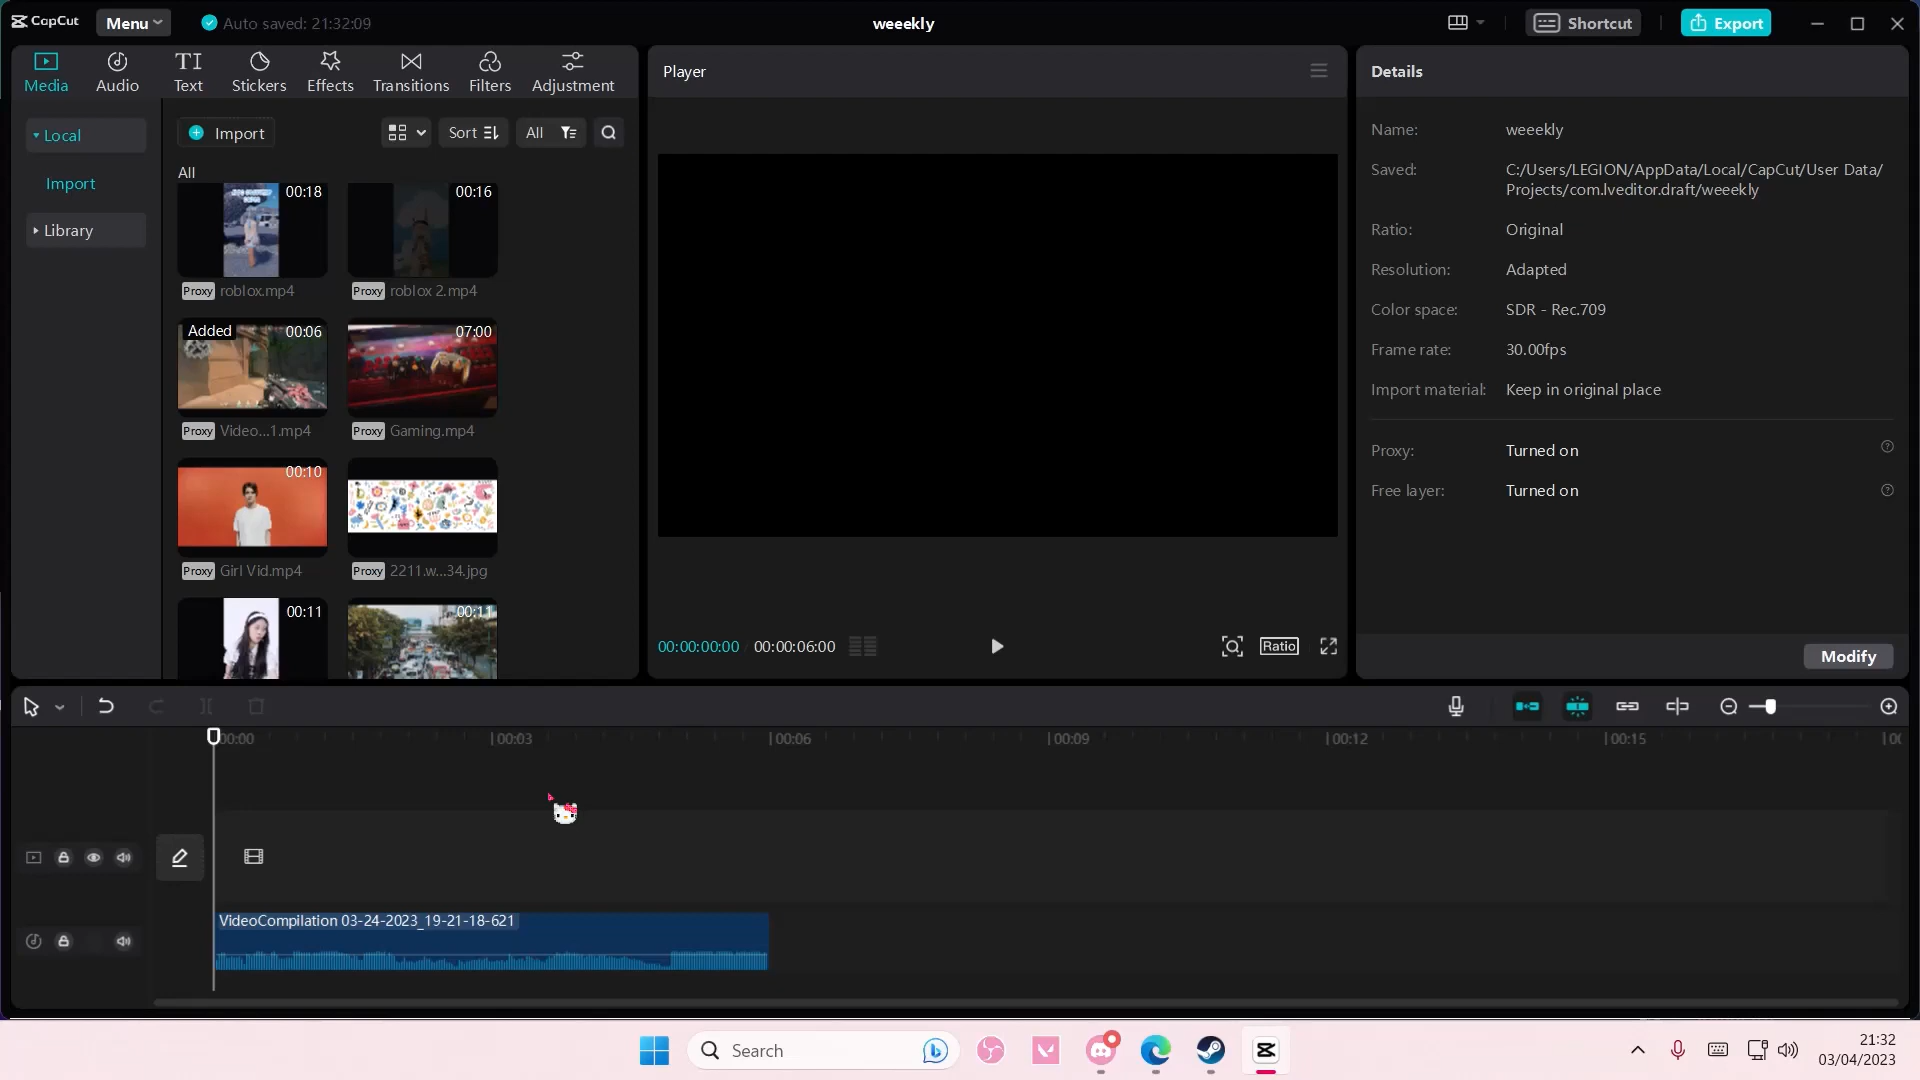 CapCut
Menu
Auto saved: 21:32:09
weeekly
Shortcut
Export
Media
Audio
TI
Text
Stickers
Effects
Transitions
Filters
Adjustment
Player
Details
Local
Import
Library
Import
Sort
All
All
00:18
00:16
Proxy roblox.mp4
Proxy roblox 2.mp4
Added
00:06
07:00
Proxy Video...1.mp4
Proxy Gaming.mp4
00:10
Proxy Girl Vid.mp4
Proxy 2211.w...34.jpg
00:11
00:11
00:00:00:00
00:00:06:00
Ratio
Name: weeekly
Saved: C:/Users/LEGION/AppData/Local/CapCut/User Data/
Projects/com.lveditor.draft/weeekly
Ratio: Original
Resolution: Adapted
Color space: SDR - Rec.709
Frame rate: 30.00fps
Import material: Keep in original place
Proxy: Turned on
Free layer: Turned on
Modify
00:00
00:03
00:06
00:09
00:12
00:15
VideoCompilation 03-24-2023_19-21-18-621
Search
21:32
03/04/2023